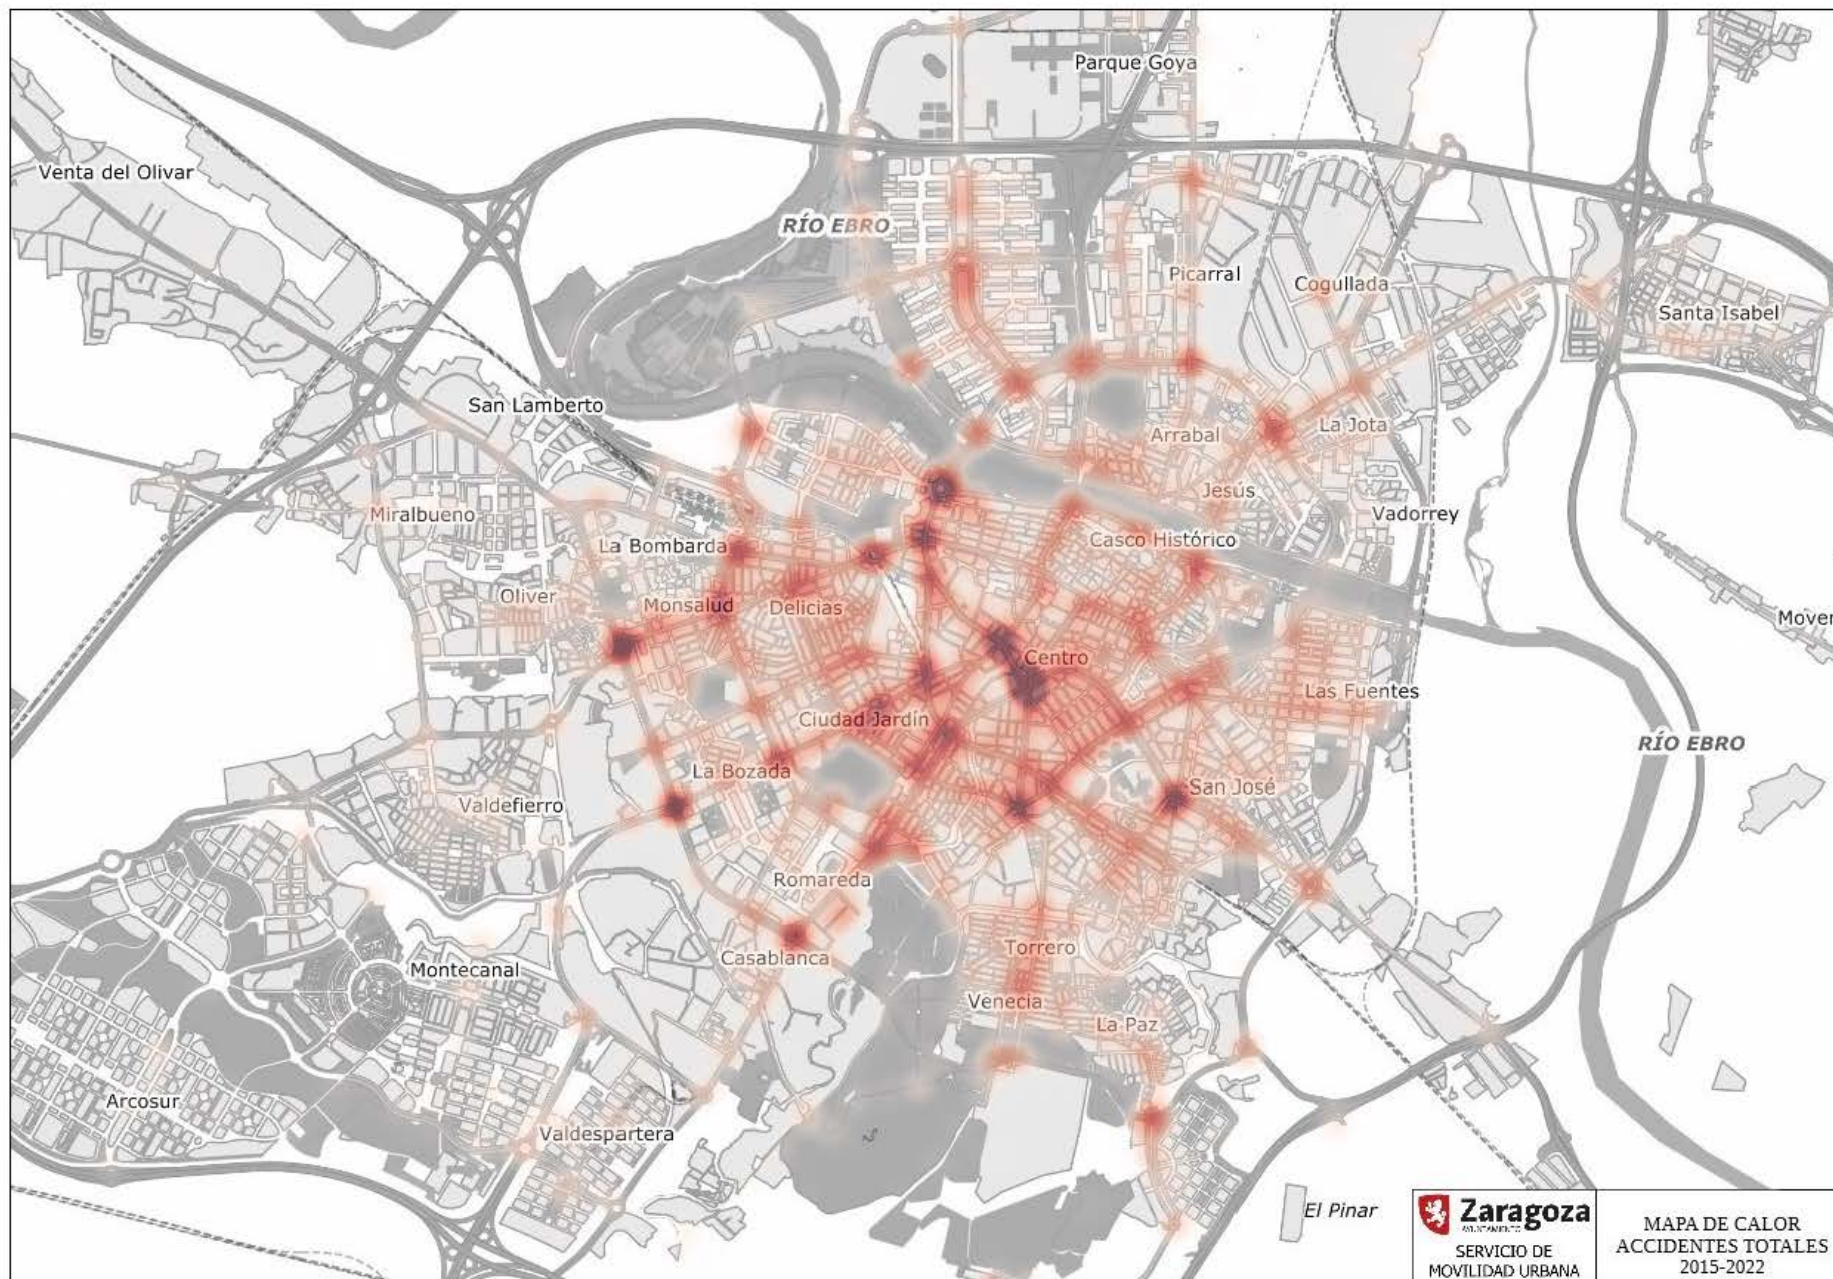 Parque Goya
Venta del Olivar
RÍO EBRO
Picarral
Cogullada
Santa Isabel
San Lamberto
Arrabal
La Jota
Jesús
Vadorrey
Miralbueno
La Bombarda
Casco Histórico
Oliver
Monsalud
Delicias
Mover
Centro
Las Fuentes
Ciudad Jardín
RÍO EBRO
La Bozada
San José
Valdefierro
Romareda
Torrero
Casablanca
Montecanal
Venecia
La Paz
Arcosur
Valdespartera
El Pinar
Zaragoza
AYUNTAMIENTO
SERVICIO DE
MOVILIDAD URBANA
MAPA DE CALOR
ACCIDENTES TOTALES
2015-2022